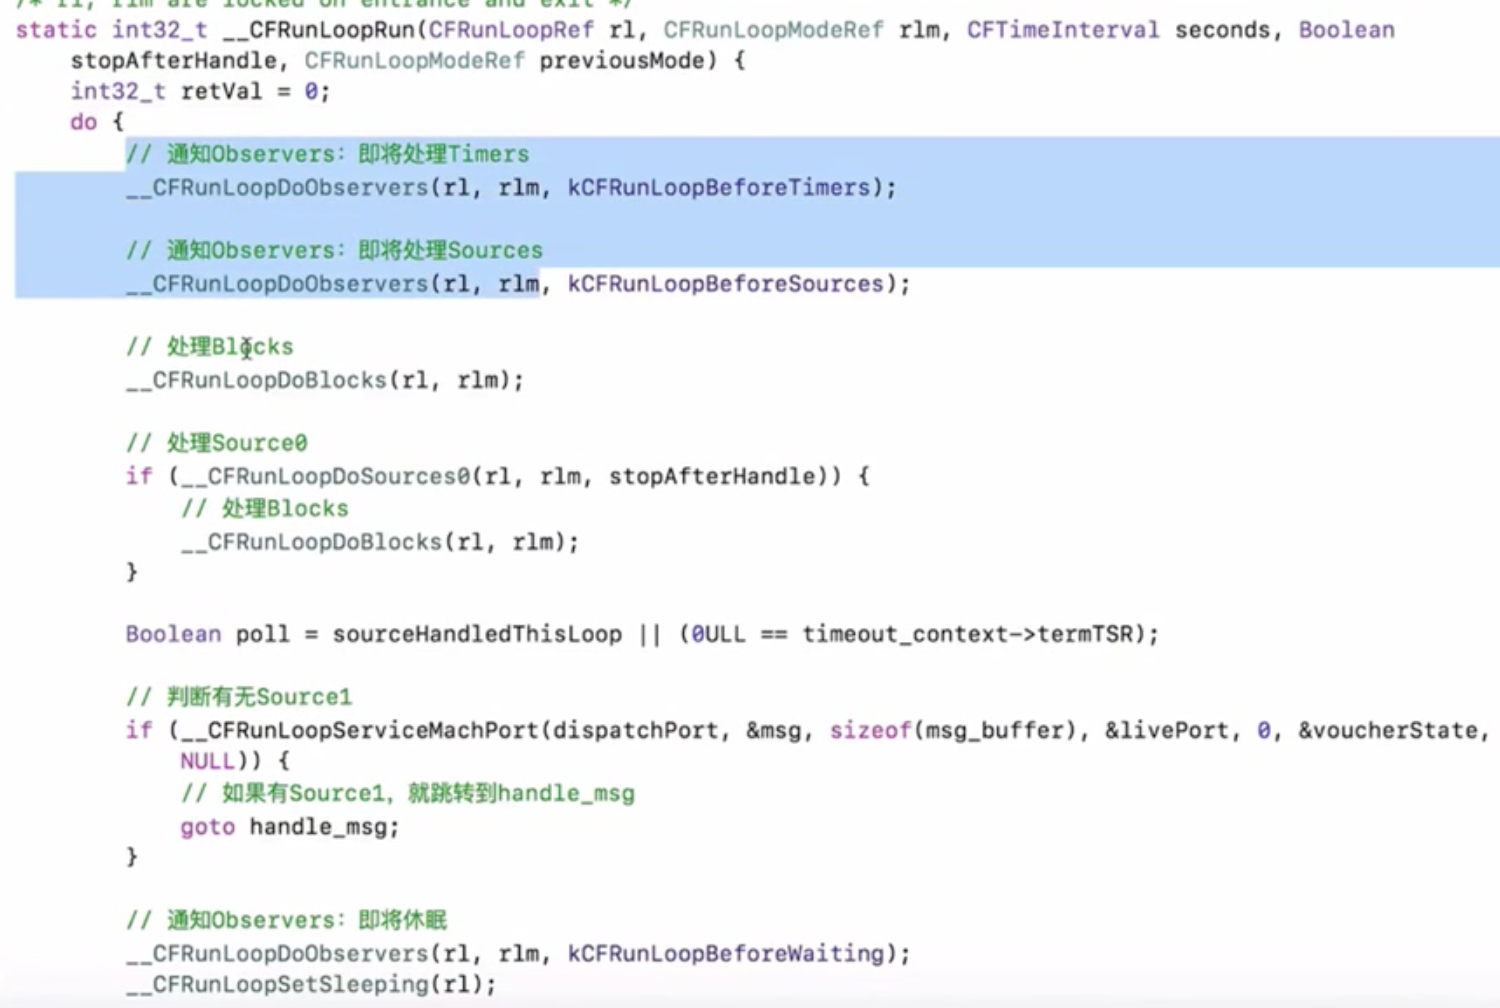 /* rl, rlm are locked on entrance and exit */
static int32_t __CFRunLoopRun(CFRunLoopRef rl, CFRunLoopModeRef rlm, CFTimeInterval seconds, Boolean
stopAfterHandle, CFRunLoopModeRef previousMode) {
int32_t retVal = 0;
do {
// 通知Observers：即将处理Timers
__CFRunLoopDoObservers(rl, rlm, kCFRunLoopBeforeTimers);
// 通知Observers：即将处理Sources
__CFRunLoopDoObservers(rl, rlm, kCFRunLoopBeforeSources);
// 处理Blocks
__CFRunLoopDoBlocks(rl, rlm);
// 处理Source0
if (__CFRunLoopDoSources0(rl, rlm, stopAfterHandle)) {
// 处理Blocks
__CFRunLoopDoBlocks(rl, rlm);
}
Boolean poll = sourceHandledThisLoop || (0ULL == timeout_context->termTSR);
// 判断有无Source1
if (__CFRunLoopServiceMachPort(dispatchPort, &msg, sizeof(msg_buffer), &livePort, 0, &voucherState,
NULL)) {
// 如果有Source1，就跳转到handle_msg
goto handle_msg;
}
// 通知Observers：即将休眠
__CFRunLoopDoObservers(rl, rlm, kCFRunLoopBeforeWaiting);
__CFRunLoopSetSleeping(rl);